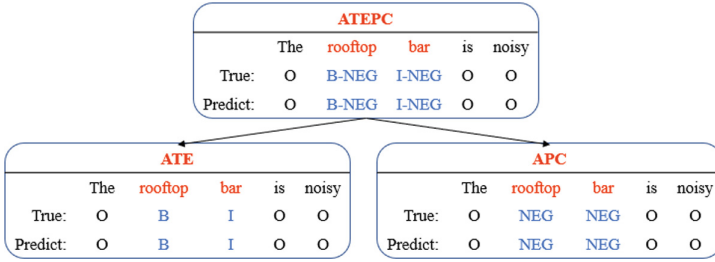 ATEPC
The rooftop bar is noisy
True: O B-NEG I-NEG O O
Predict: O B-NEG I-NEG O O
ATE
The rooftop bar is noisy
True: O B I O O
Predict: O B I O O
APC
The rooftop bar is noisy
True: O NEG NEG O O
Predict: O NEG NEG O O